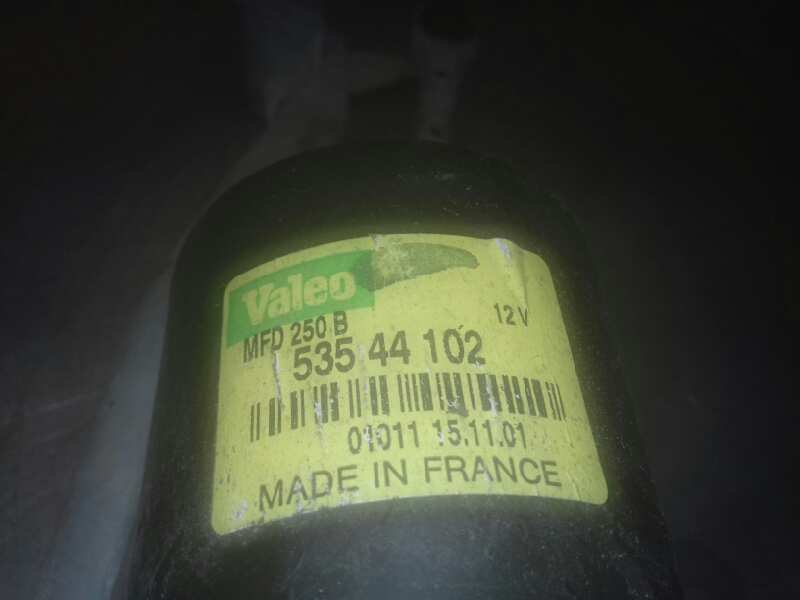 Valeo
MFD 250 B 12 V
535 44 102
01011 15.11.01
MADE IN FRANCE